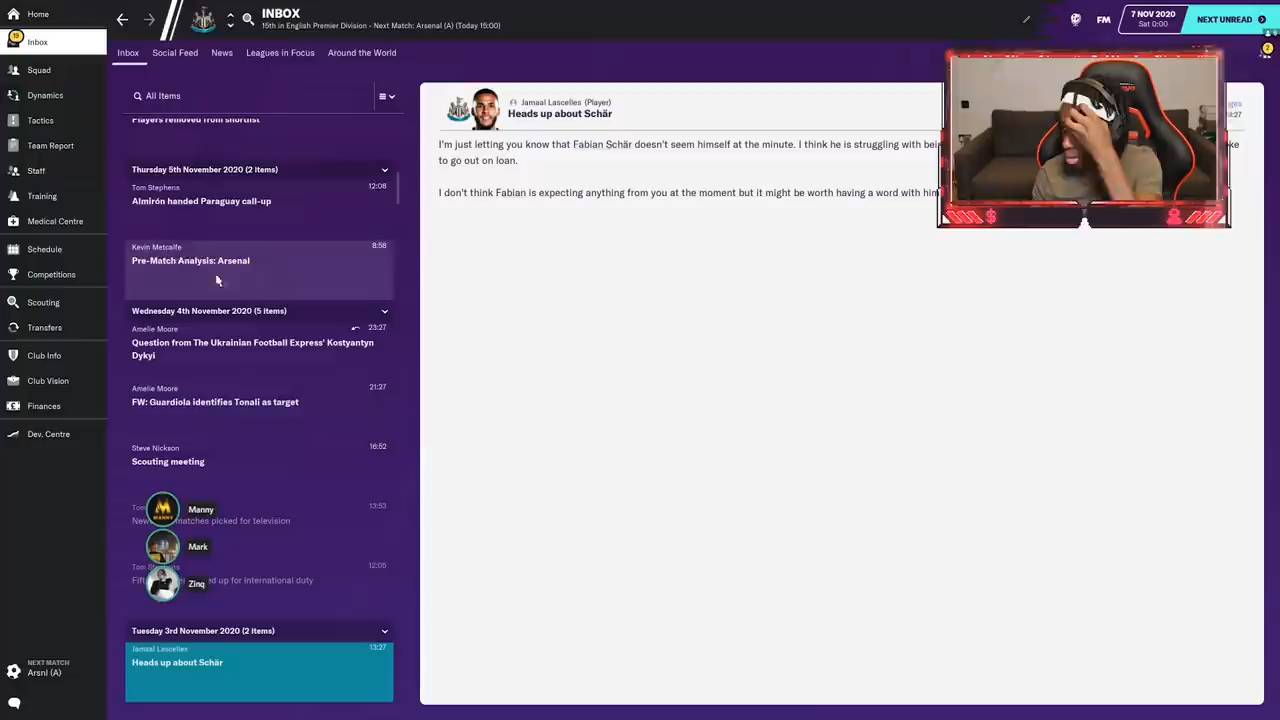 Home
INBOX
15th in English Premier Division - Next Match: Arsenal (A) (Today 15:00)
FM
7 NOV 2020
Sat 0:00
NEXT UNREAD
Inbox
Inbox
Social Feed
News
Leagues in Focus
Around the World
Squad
Dynamics
Tactics
Team Report
Staff
Training
Medical Centre
Schedule
Competitions
Scouting
Transfers
Club Info
Club Vision
Finances
Dev. Centre
NEXT MATCH
Arsnl (A)
All Items
Players removed from shortlist
Thursday 5th November 2020 (2 items)
Tom Stephens
12:08
Almirón handed Paraguay call-up
Kevin Metcalfe
8:58
Pre-Match Analysis: Arsenal
Wednesday 4th November 2020 (5 items)
Amelie Moore
23:27
Question from The Ukrainian Football Express' Kostyantyn
Dykyi
Amelie Moore
21:27
FW: Guardiola identifies Tonali as target
Steve Nickson
16:52
Scouting meeting
13:53
Manny
matches picked for television
Mark
12:05
up for international duty
Zinq
Tuesday 3rd November 2020 (2 items)
Jamaal Lascelles
13:27
Heads up about Schär
Jamaal Lascelles (Player)
Heads up about Schär
I'm just letting you know that Fabian Schär doesn't seem himself at the minute. I think he is struggling with
to go out on loan.
I don't think Fabian is expecting anything from you at the moment but it might be worth having a word with